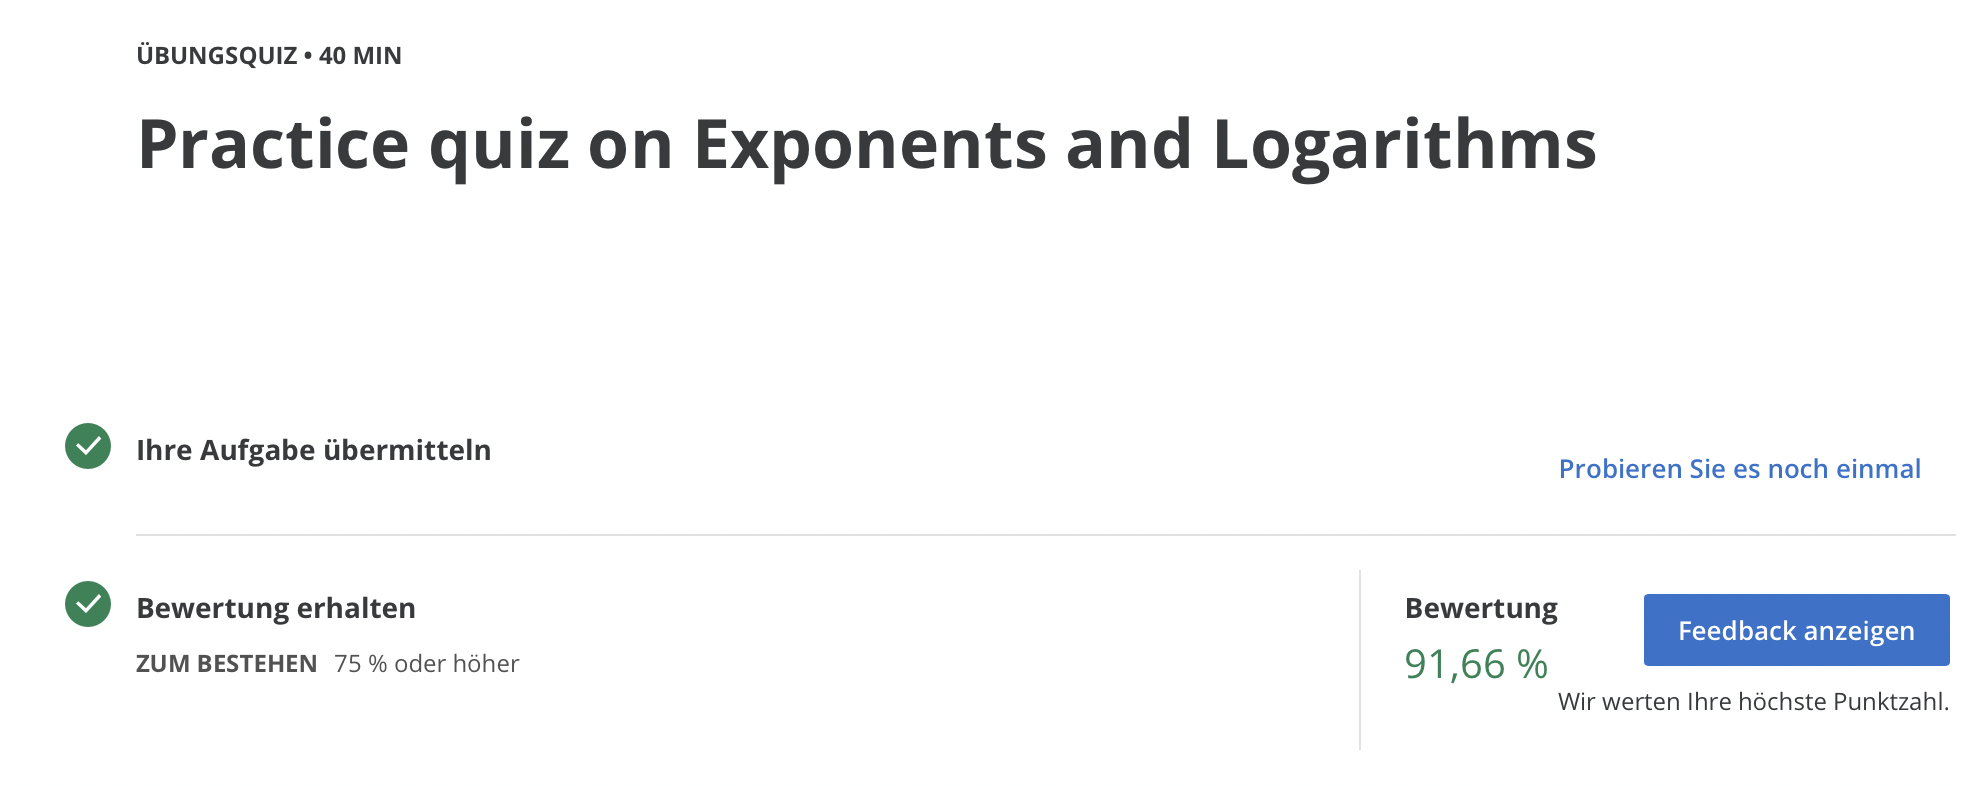 ÜBUNGSQUIZ • 40 MIN
Practice quiz on Exponents and Logarithms
Ihre Aufgabe übermitteln
Probieren Sie es noch einmal
Bewertung erhalten
ZUM BESTEHEN 75 % oder höher
Bewertung
91,66 %
Feedback anzeigen
Wir werten Ihre höchste Punktzahl.